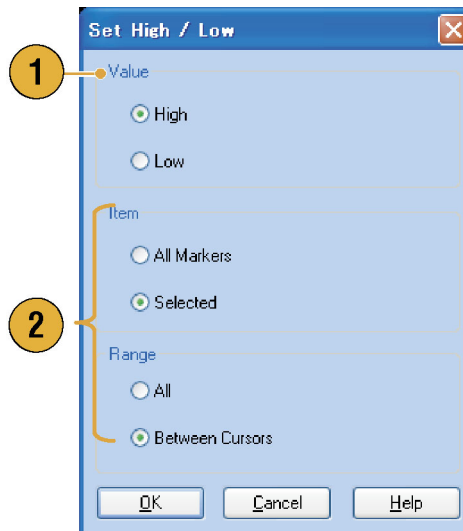 Set High / Low
1
Value
High
Low
Item
All Markers
2
Selected
Range
All
Between Cursors
OK Cancel Help